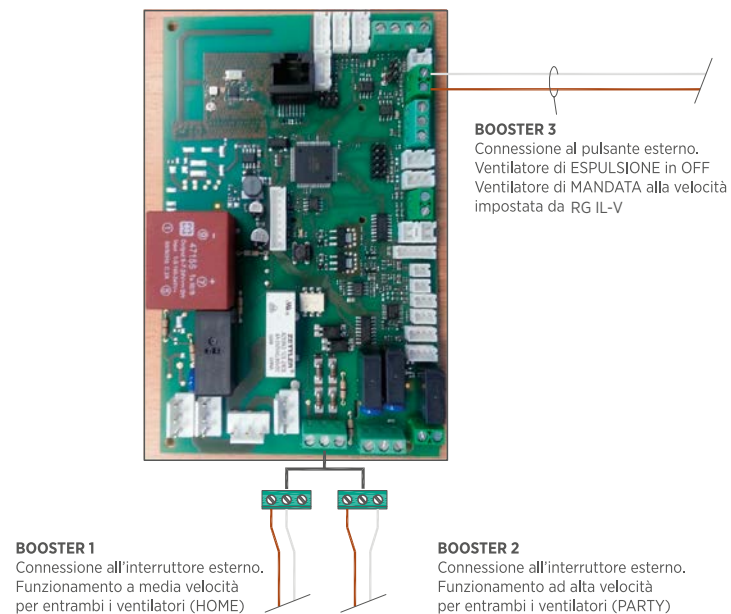 BOOSTER 3
Connessione al pulsante esterno.
Ventilatore di ESPULSIONE in OFF
Ventilatore di MANDATA alla velocità
impostata da RG IL-V
47155
ZETTLER
BOOSTER 1
Connessione all'interruttore esterno.
Funzionamento a media velocità
per entrambi i ventilatori (HOME)
BOOSTER 2
Connessione all'interruttore esterno.
Funzionamento ad alta velocità
per entrambi i ventilatori (PARTY)